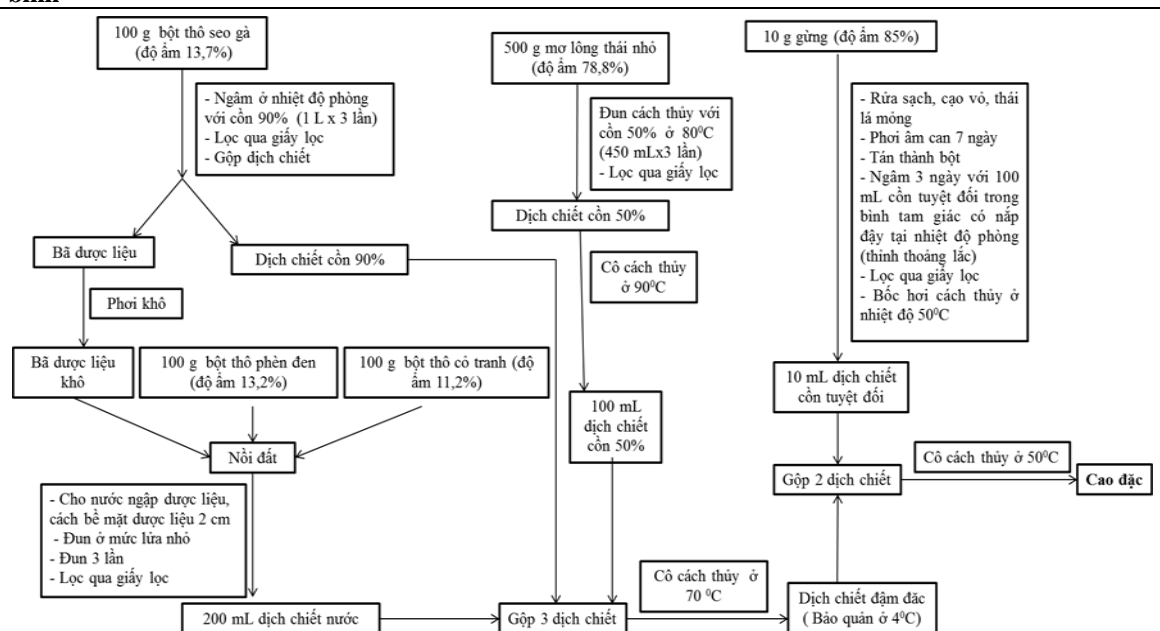 100 g bột thô seo gà
(độ ẩm 13,7%)
500 g mơ lông thái nhỏ
(độ ẩm 78,8%)
10 g gừng (độ ẩm 85%)
- Ngâm ở nhiệt độ phòng
với cồn 90% (1 L x 3 lần)
- Lọc qua giấy lọc
- Gộp dịch chiết
Đun cách thủy với
cồn 50% ở 80⁰C
(450 mLx3 lần)
- Lọc qua giấy lọc
- Rửa sạch, cạo vỏ, thái
lá mỏng
- Phơi âm can 7 ngày
- Tán thành bột
- Ngâm 3 ngày với 100
mL cồn tuyệt đối trong
bình tam giác có nắp
đậy tại nhiệt độ phòng
(thỉnh thoảng lắc)
- Lọc qua giấy lọc
- Bốc hơi cách thủy ở
nhiệt độ 50⁰C
Dịch chiết cồn 50%
Bã dược liệu
Dịch chiết cồn 90%
Cô cách thủy
ở 90⁰C
Phơi khô
Bã dược liệu
khô
100 g bột thô phèn đen
(độ ẩm 13,2%)
100 g bột thô cỏ tranh (độ
ẩm 11,2%)
10 mL dịch chiết
cồn tuyệt đối
100 mL
dịch chiết
cồn 50%
Nồi đất
Cô cách thủy ở 50⁰C
Gộp 2 dịch chiết
Cao đặc
- Cho nước ngập dược liệu,
cách bề mặt dược liệu 2 cm
- Đun ở mức lửa nhỏ
- Đun 3 lần
- Lọc qua giấy lọc
Cô cách thủy ở
70 ⁰C
200 mL dịch chiết nước
Gộp 3 dịch chiết
Dịch chiết đậm đặc
( Bảo quản ở 4⁰C)